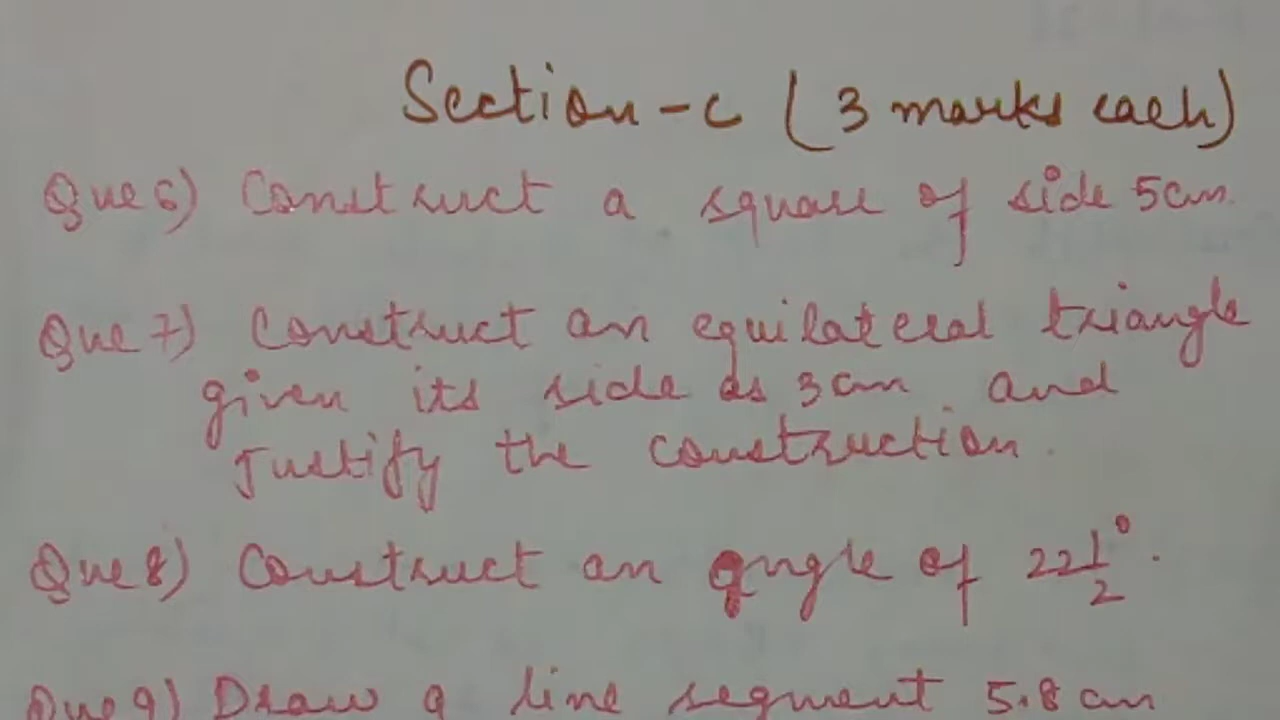 Section-C (3 marks each)
Que 6) Construct a square of side 5cm.
Que 7) Construct an equilateral triangle
given its side as 3cm and
Justify the construction.
Que 8) Construct an angle of 22 1/2°.
Que 9) Draw a line segment 5.8 cm